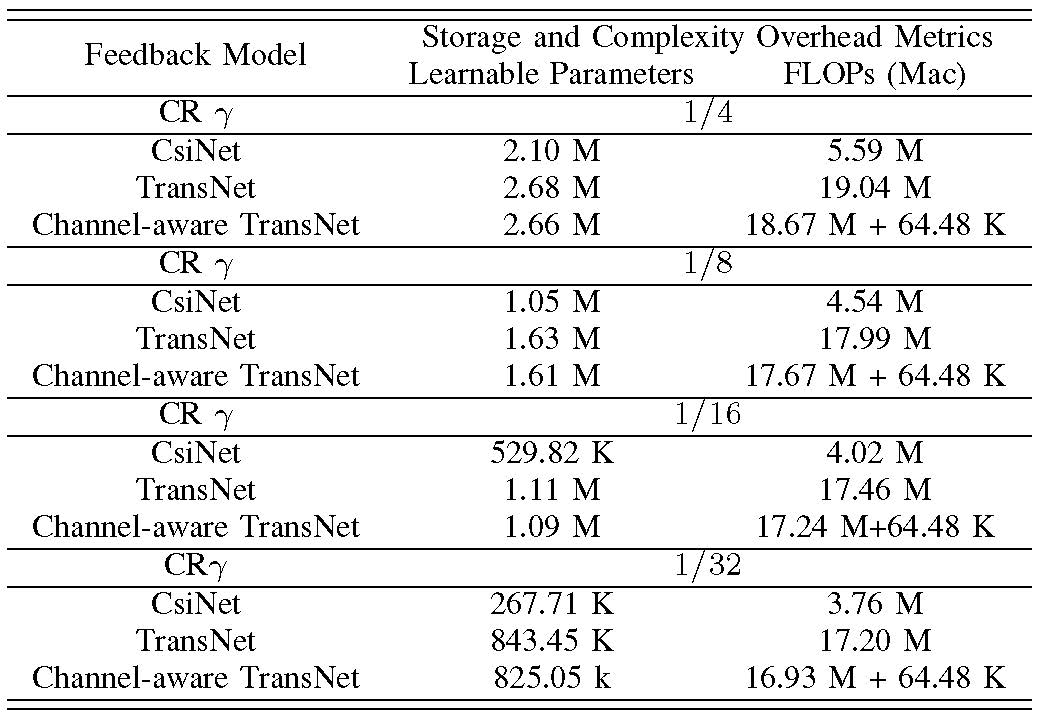 Feedback Model Storage and Complexity Overhead Metrics
Learnable Parameters FLOPs (Mac)
CR γ 1/4
CsiNet 2.10 M 5.59 M
TransNet 2.68 M 19.04 M
Channel-aware TransNet 2.66 M 18.67 M + 64.48 K
CR γ 1/8
CsiNet 1.05 M 4.54 M
TransNet 1.63 M 17.99 M
Channel-aware TransNet 1.61 M 17.67 M + 64.48 K
CR γ 1/16
CsiNet 529.82 K 4.02 M
TransNet 1.11 M 17.46 M
Channel-aware TransNet 1.09 M 17.24 M+64.48 K
CRγ 1/32
CsiNet 267.71 K 3.76 M
TransNet 843.45 K 17.20 M
Channel-aware TransNet 825.05 k 16.93 M + 64.48 K